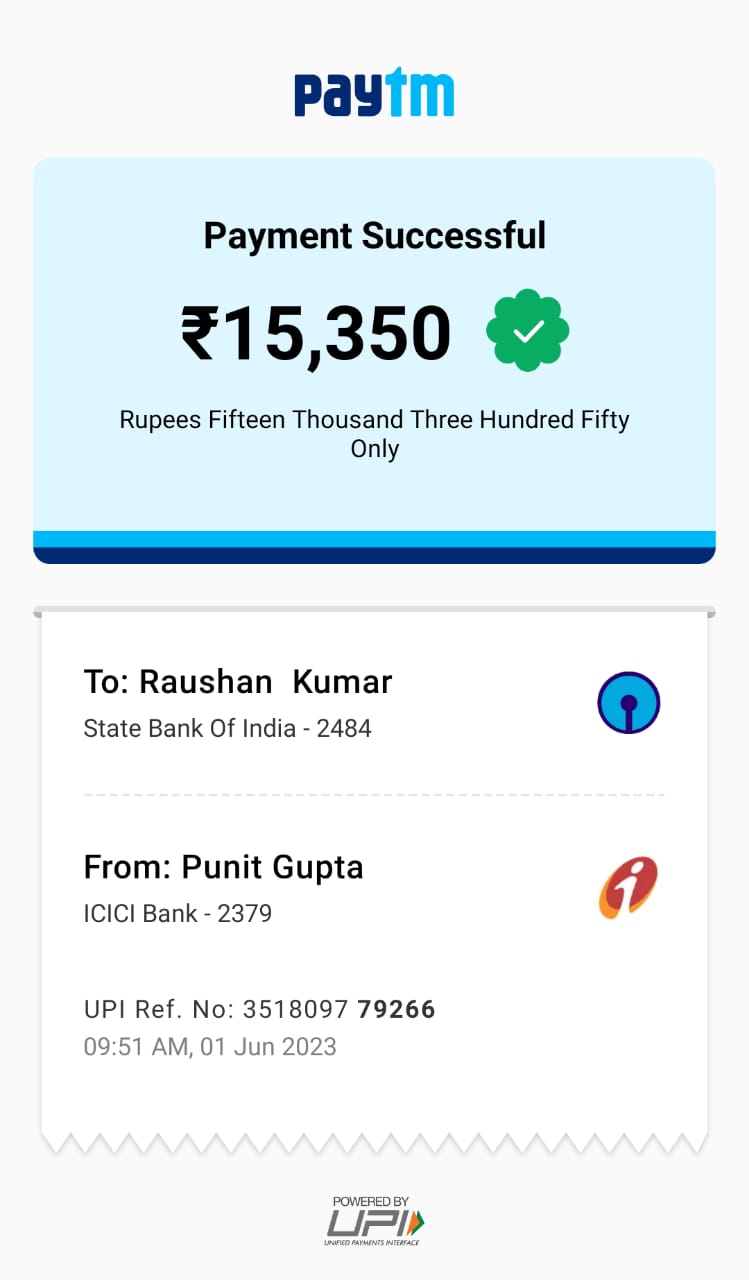 paytm
Payment Successful
₹15,350
Rupees Fifteen Thousand Three Hundred Fifty
Only
To: Raushan  Kumar
State Bank Of India - 2484
From: Punit Gupta
ICICI Bank - 2379
UPI Ref. No: 3518097 79266
09:51 AM, 01 Jun 2023
POWERED BY
UPI
UNIFIED PAYMENTS INTERFACE